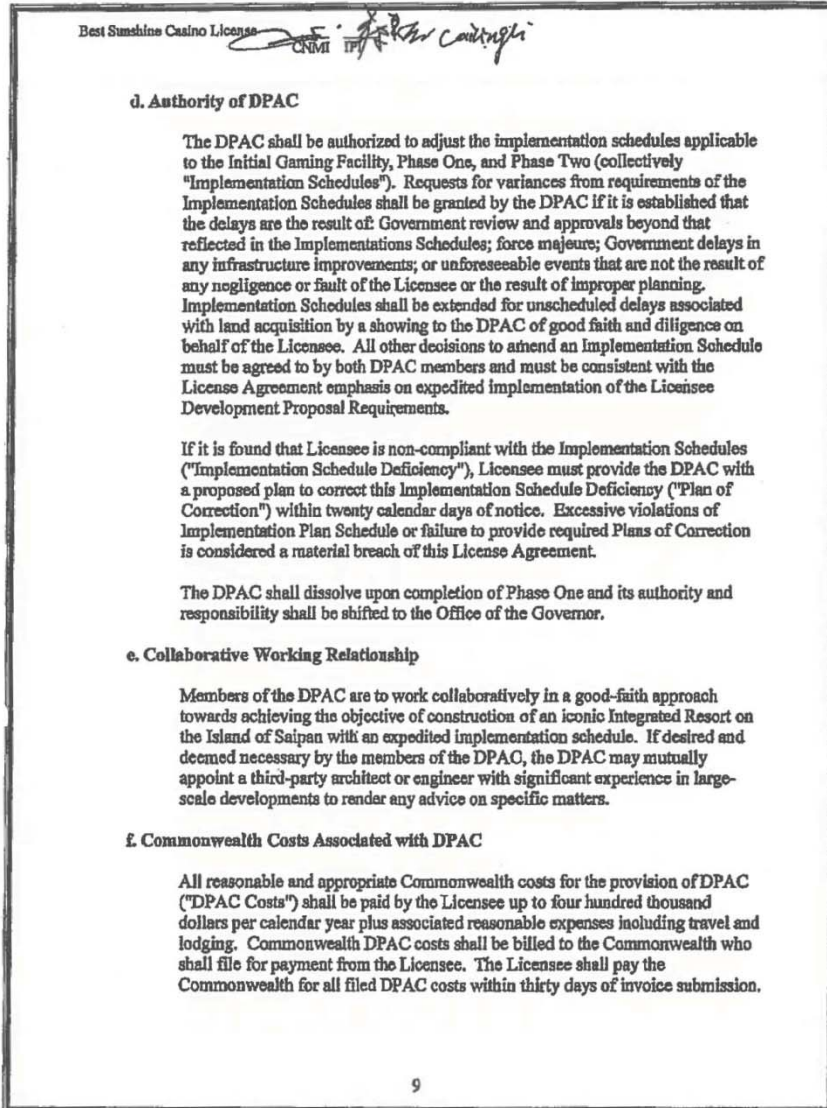 Best Sunshine Casino License
CNMI IPI
d. Authority of DPAC
The DPAC shall be authorized to adjust the implementation schedules applicable
to the Initial Gaming Facility, Phase One, and Phase Two (collectively
"Implementation Schedules"). Requests for variances from requirements of the
Implementation Schedules shall be granted by the DPAC if it is established that
the delays are the result of: Government review and approvals beyond that
reflected in the Implementations Schedules; force majeure; Government delays in
any infrastructure improvements; or unforeseeable events that are not the result of
any negligence or fault of the Licensee or the result of improper planning.
Implementation Schedules shall be extended for unscheduled delays associated
with land acquisition by a showing to the DPAC of good faith and diligence on
behalf of the Licensee. All other decisions to amend an Implementation Schedule
must be agreed to by both DPAC members and must be consistent with the
License Agreement emphasis on expedited implementation of the Licensee
Development Proposal Requirements.
If it is found that Licensee is non-compliant with the Implementation Schedules
("Implementation Schedule Deficiency"), Licensee must provide the DPAC with
a proposed plan to correct this Implementation Schedule Deficiency ("Plan of
Correction") within twenty calendar days of notice. Excessive violations of
Implementation Plan Schedule or failure to provide required Plans of Correction
is considered a material breach of this License Agreement.
The DPAC shall dissolve upon completion of Phase One and its authority and
responsibility shall be shifted to the Office of the Governor.
e. Collaborative Working Relationship
Members of the DPAC are to work collaboratively in a good-faith approach
towards achieving the objective of construction of an iconic Integrated Resort on
the Island of Saipan with an expedited implementation schedule. If desired and
deemed necessary by the members of the DPAC, the DPAC may mutually
appoint a third-party architect or engineer with significant experience in large-
scale developments to render any advice on specific matters.
f. Commonwealth Costs Associated with DPAC
All reasonable and appropriate Commonwealth costs for the provision of DPAC
("DPAC Costs") shall be paid by the Licensee up to four hundred thousand
dollars per calendar year plus associated reasonable expenses including travel and
lodging. Commonwealth DPAC costs shall be billed to the Commonwealth who
shall file for payment from the Licensee. The Licensee shall pay the
Commonwealth for all filed DPAC costs within thirty days of invoice submission.
9